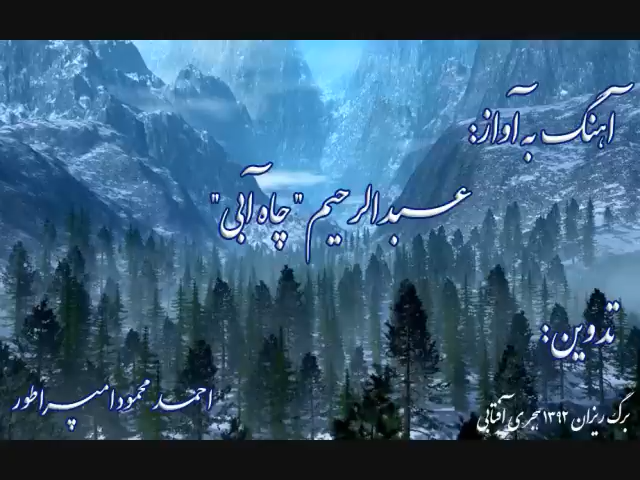 آهنگ به آواز:
عبدالرحیم "چاه آبی"
تدوین:
احمد محمود امپراطور
برگ ریزان ۱۳۹۲ هجری آفتابی